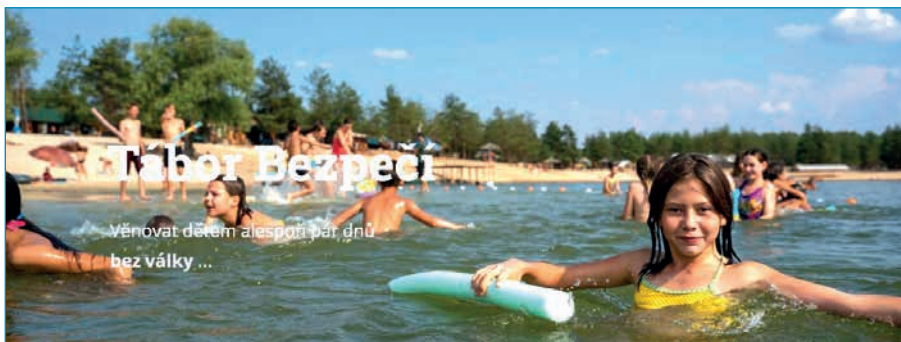 Tábor Bezpečí
Věnovat dětem alespoň pár dnů
bez války ...